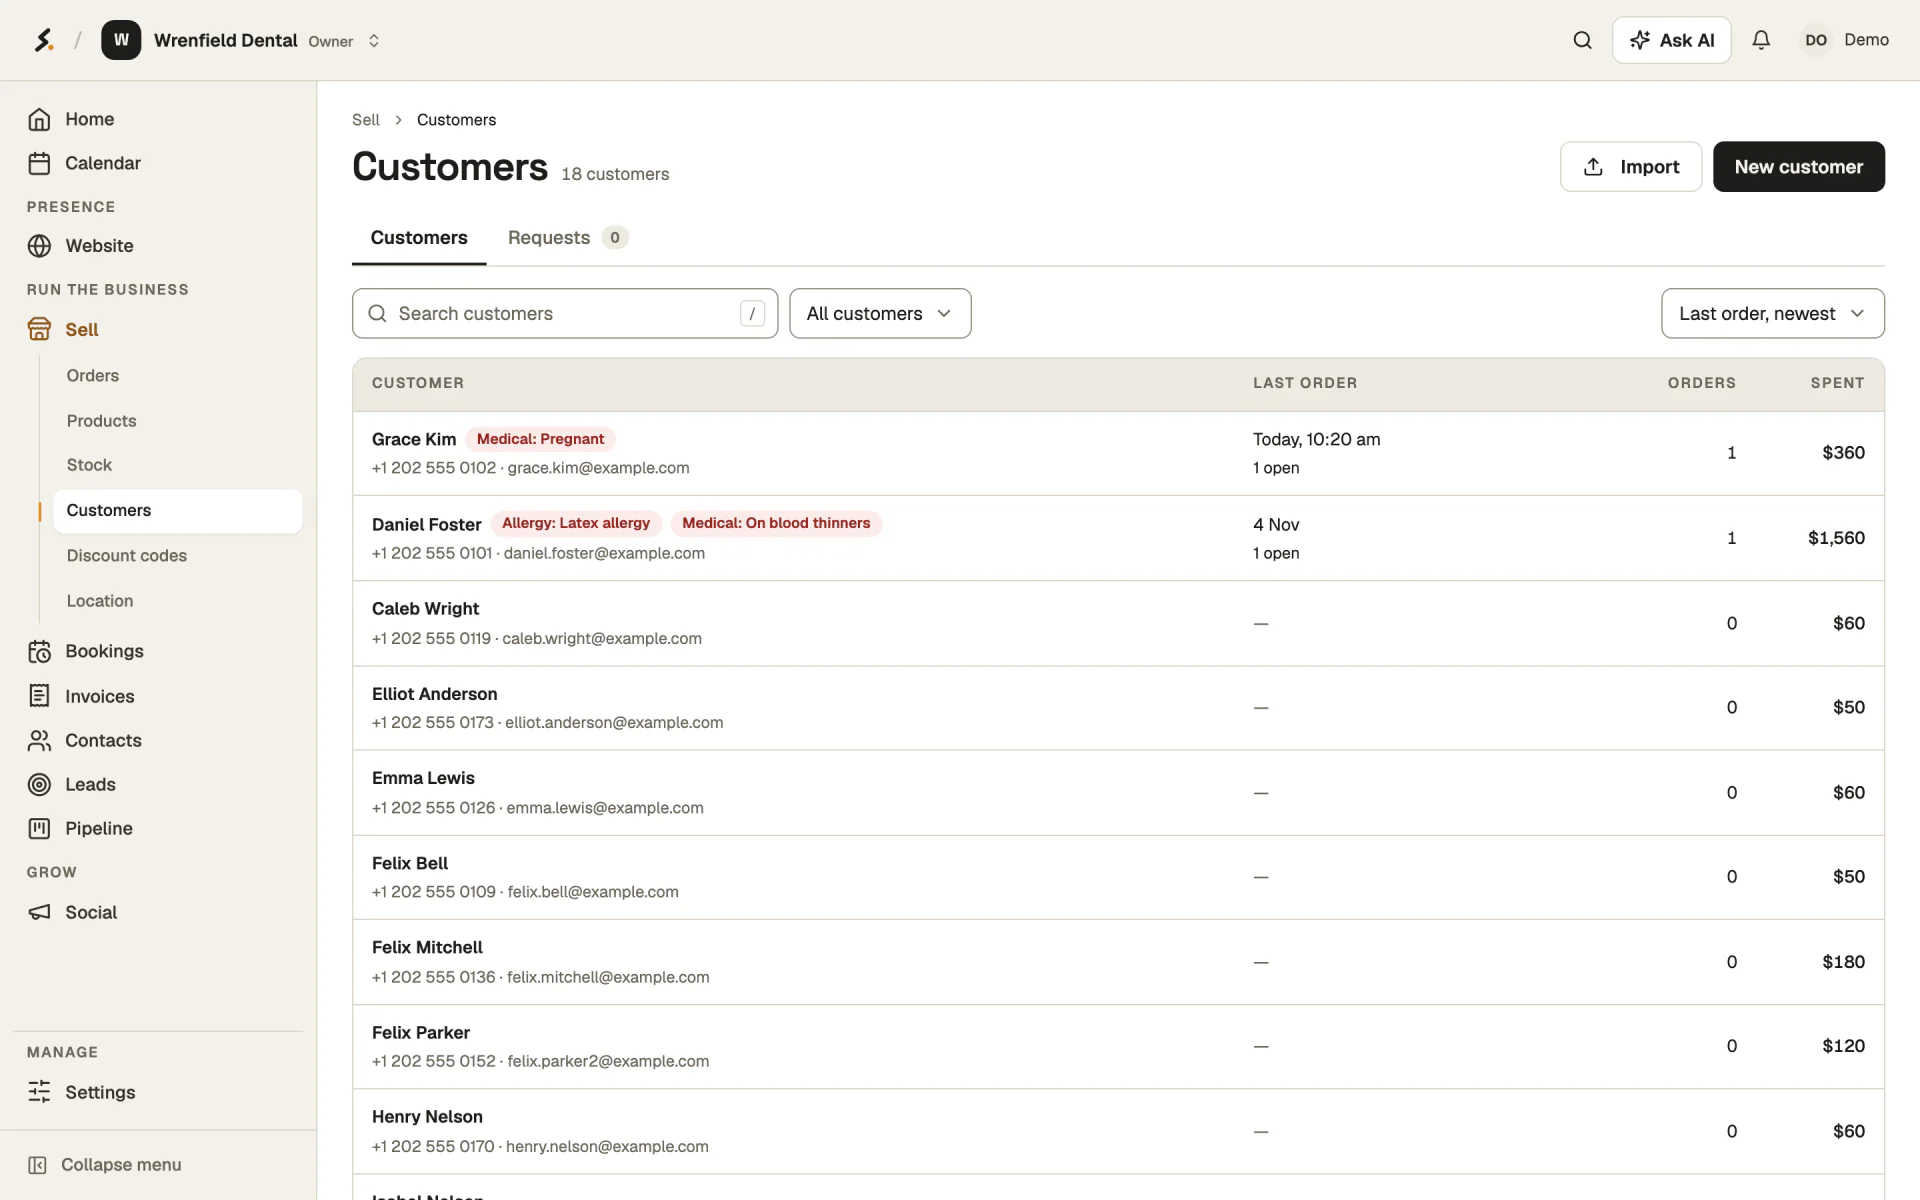 / W Wrenfield Dental Owner
Ask AI DO Demo
Home
Calendar
PRESENCE
Website
RUN THE BUSINESS
Sell
Orders
Products
Stock
Customers
Discount codes
Location
Bookings
Invoices
Contacts
Leads
Pipeline
GROW
Social
MANAGE
Settings
Collapse menu
Sell > Customers
Customers 18 customers
Import New customer
Customers Requests 0
Search customers / All customers Last order, newest
CUSTOMER LAST ORDER ORDERS SPENT
Grace Kim Medical: Pregnant Today, 10:20 am
+1 202 555 0102 · grace.kim@example.com 1 open 1 $360
Daniel Foster Allergy: Latex allergy Medical: On blood thinners 4 Nov
+1 202 555 0101 · daniel.foster@example.com 1 open 1 $1,560
Caleb Wright
+1 202 555 0119 · caleb.wright@example.com — 0 $60
Elliot Anderson
+1 202 555 0173 · elliot.anderson@example.com — 0 $50
Emma Lewis
+1 202 555 0126 · emma.lewis@example.com — 0 $60
Felix Bell
+1 202 555 0109 · felix.bell@example.com — 0 $50
Felix Mitchell
+1 202 555 0136 · felix.mitchell@example.com — 0 $180
Felix Parker
+1 202 555 0152 · felix.parker2@example.com — 0 $120
Henry Nelson
+1 202 555 0170 · henry.nelson@example.com — 0 $60